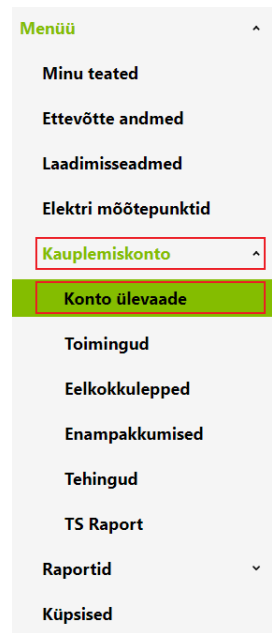 Menüü
Minu teated
Ettevõtte andmed
Laadimisseadmed
Elektri mõõtepunktid
Kauplemiskonto
Konto ülevaade
Toimingud
Eelkokkulepped
Enampakkumised
Tehingud
TS Raport
Raportid
Küpsised